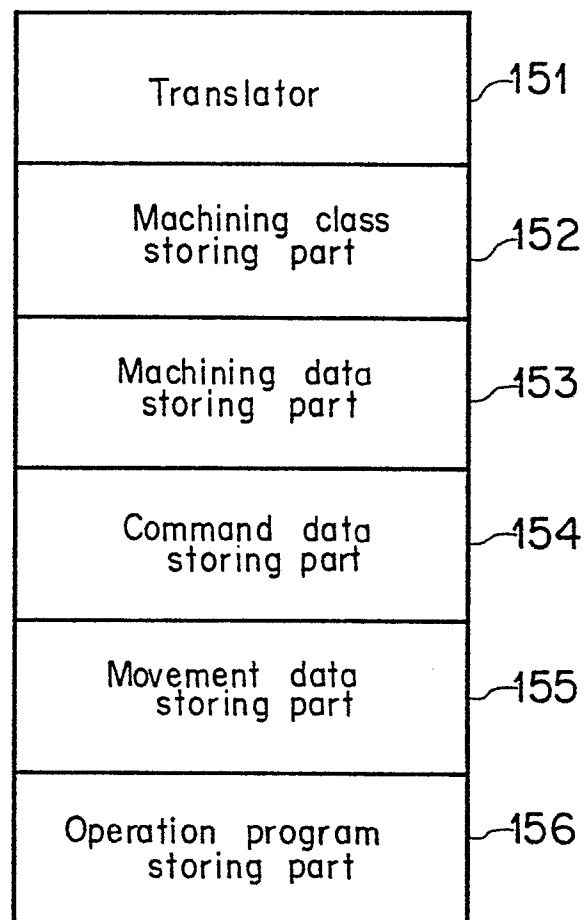 Translator
151
Machining class
storing part
152
Machining data
storing part
153
Command data
storing part
154
Movement data
storing part
155
Operation program
storing part
156